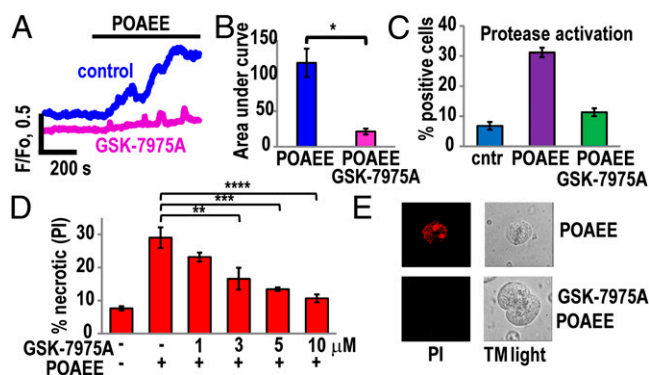 A
POAEE
control
GSK-7975A
F/Fo, 0.5
200 s
B
Area under curve
150
100
50
0
*
POAEE
POAEE
GSK-7975A
C
Protease activation
% positive cells
40
30
20
10
0
cntr
POAEE
POAEE
GSK-7975A
D
% necrotic (PI)
30
20
10
0
****
***
**
GSK-7975A - - 1 3 5 10 μM
POAEE - + + + + +
E
POAEE
GSK-7975A
POAEE
PI
TM light